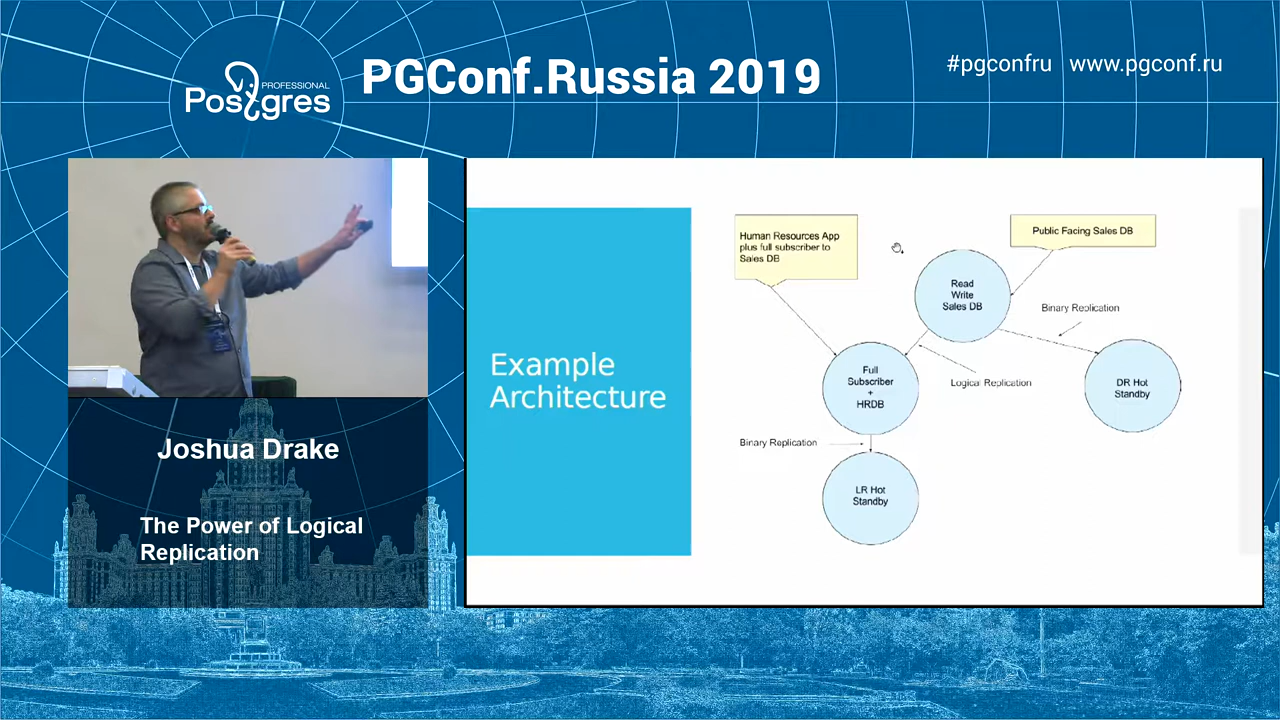 PROFESSIONAL
Postgres
PGConf.Russia 2019
#pgconfru www.pgconf.ru
Joshua Drake
The Power of Logical
Replication
Example
Architecture
Human Resources App
plus full subscriber to
Sales DB
Public Facing Sales DB
Read
Write
Sales DB
Binary Replication
Full
Subscriber
+
HRDB
Logical Replication
DR Hot
Standby
Binary Replication
LR Hot
Standby